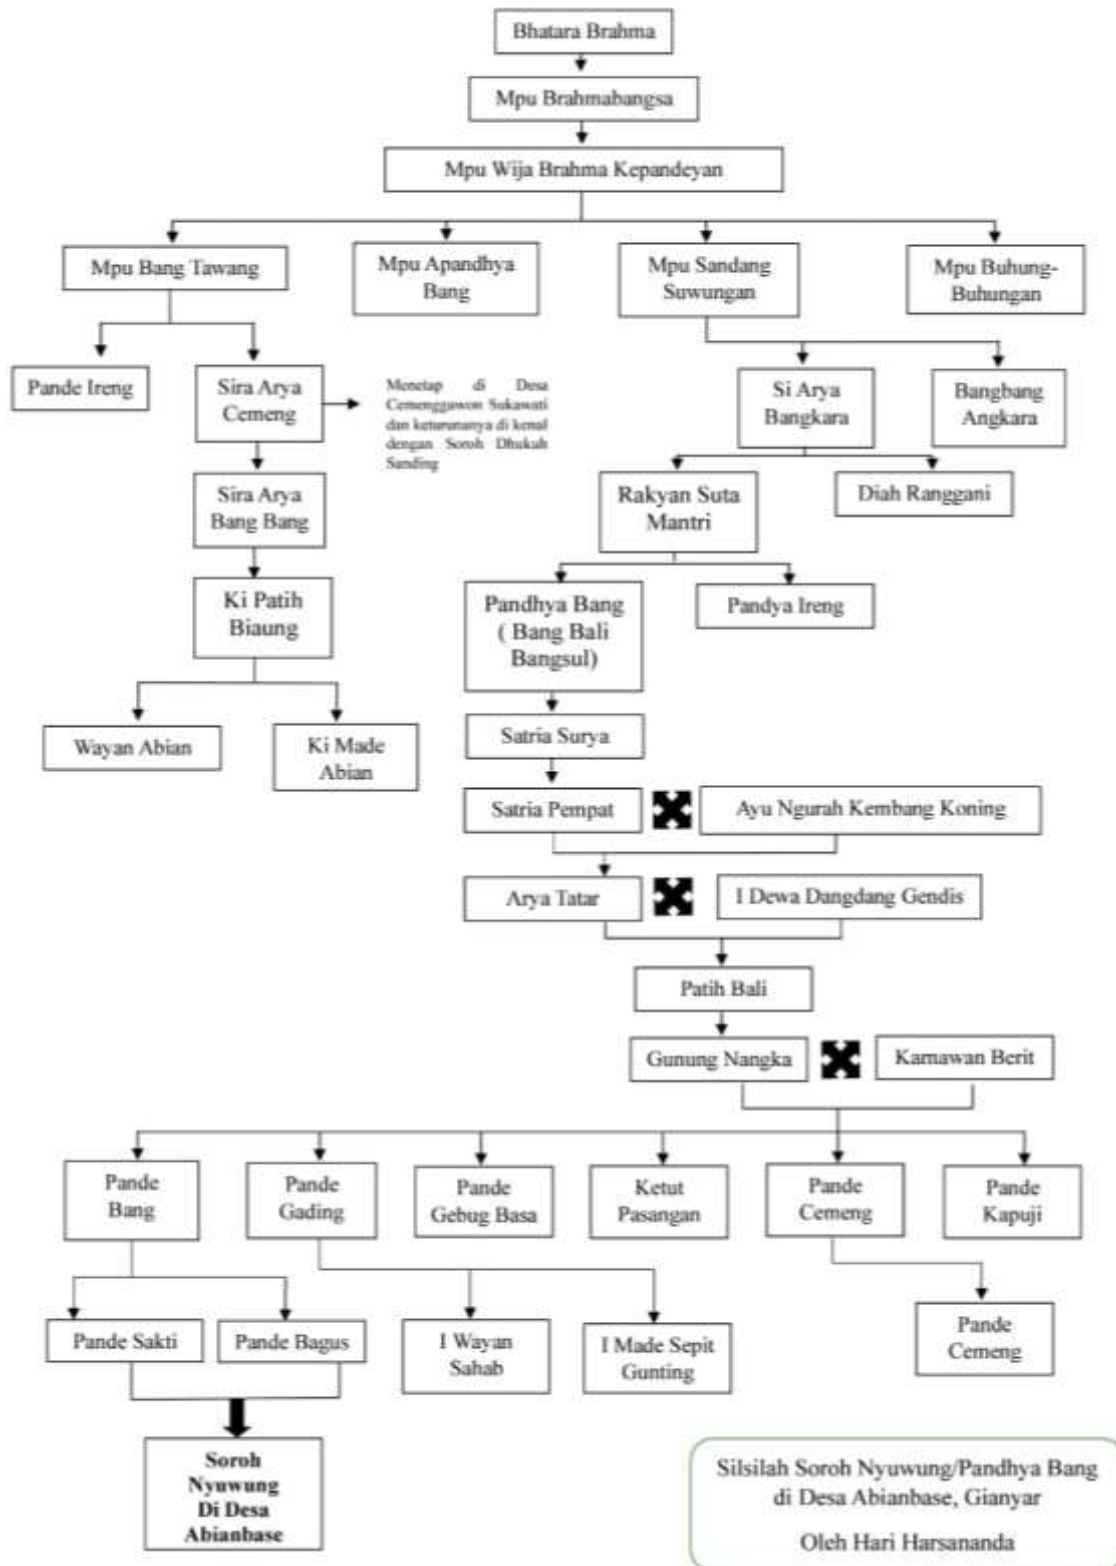 Bhatara Brahma
Mpu Brahmabangsa
Mpu Wija Brahma Kepandeyan
Mpu Bang Tawang
Mpu Apandhya
Bang
Mpu Sandang
Suwungan
Mpu Buhung-
Buhungan
Pande Ireng
Sira Arya
Cemeng
Menetap di Desa
Cemenggawon Sukawati
dan keturunanya di kenal
dengan Soroh Dhukuh
Sanding
Si Arya
Bangkara
Bangbang
Angkara
Sira Arya
Bang Bang
Rakyan Suta
Mantri
Diah Ranggani
Ki Patih
Biaung
Pandhya Bang
( Bang Bali
Bangsul)
Pandya Ireng
Wayan Abian
Ki Made
Abian
Satria Surya
Satria Pempat
Ayu Ngurah Kembang Koning
Arya Tatar
I Dewa Dangdang Gendis
Patih Bali
Gunung Nangka
Karnawan Berit
Pande
Bang
Pande
Gading
Pande
Gebug Basa
Ketut
Pasangan
Pande
Cemeng
Pande
Kapuji
Pande Sakti
Pande Bagus
I Wayan
Sahab
I Made Sepit
Gunting
Pande
Cemeng
Soroh
Nyuwung
Di Desa
Abianbase
Silsilah Soroh Nyuwung/Pandhya Bang
di Desa Abianbase, Gianyar
Oleh Hari Harsananda